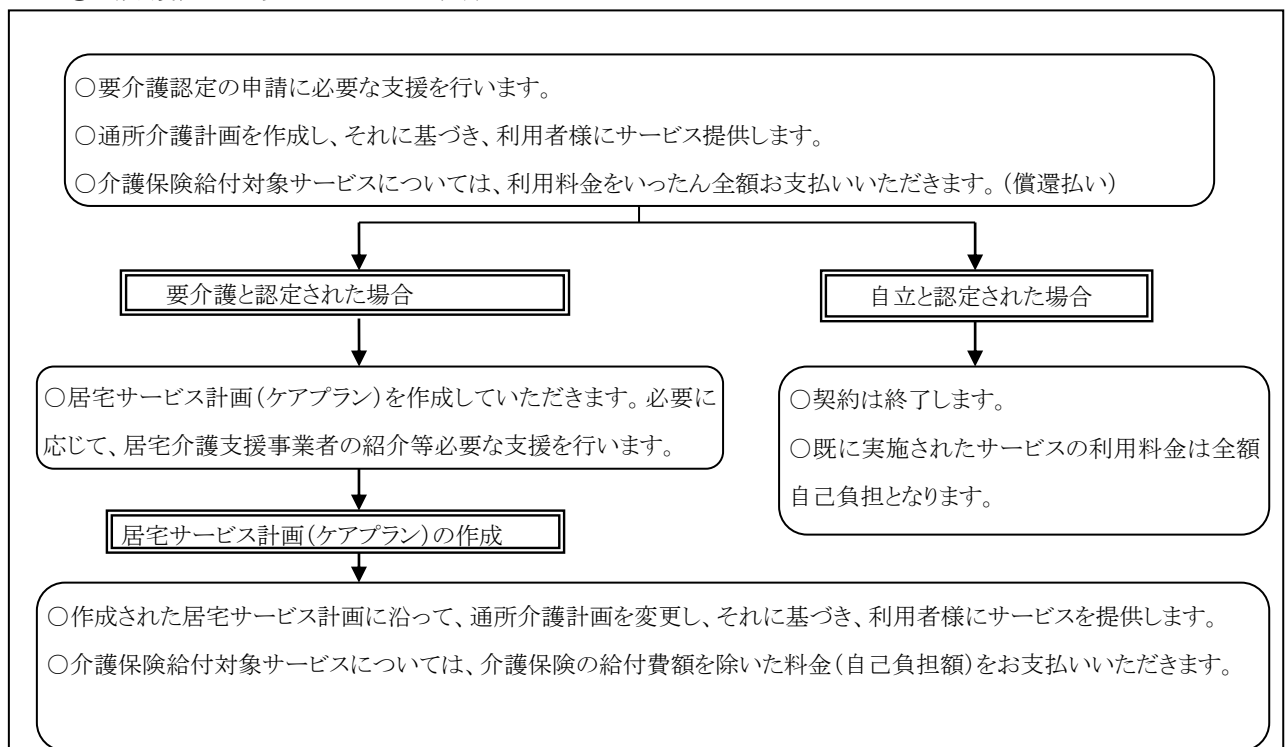 ○要介護認定の申請に必要な支援を行います。
○通所介護計画を作成し、それに基づき、利用者様にサービス提供します。
○介護保険給付対象サービスについては、利用料金をいったん全額お支払いいただきます。(償還払い)
要介護と認定された場合
自立と認定された場合
○居宅サービス計画(ケアプラン)を作成していただきます。必要に
応じて、居宅介護支援事業者の紹介等必要な支援を行います。
○契約は終了します。
○既に実施されたサービスの利用料金は全額
自己負担となります。
居宅サービス計画(ケアプラン)の作成
○作成された居宅サービス計画に沿って、通所介護計画を変更し、それに基づき、利用者様にサービスを提供します。
○介護保険給付対象サービスについては、介護保険の給付費額を除いた料金(自己負担額)をお支払いいただきます。